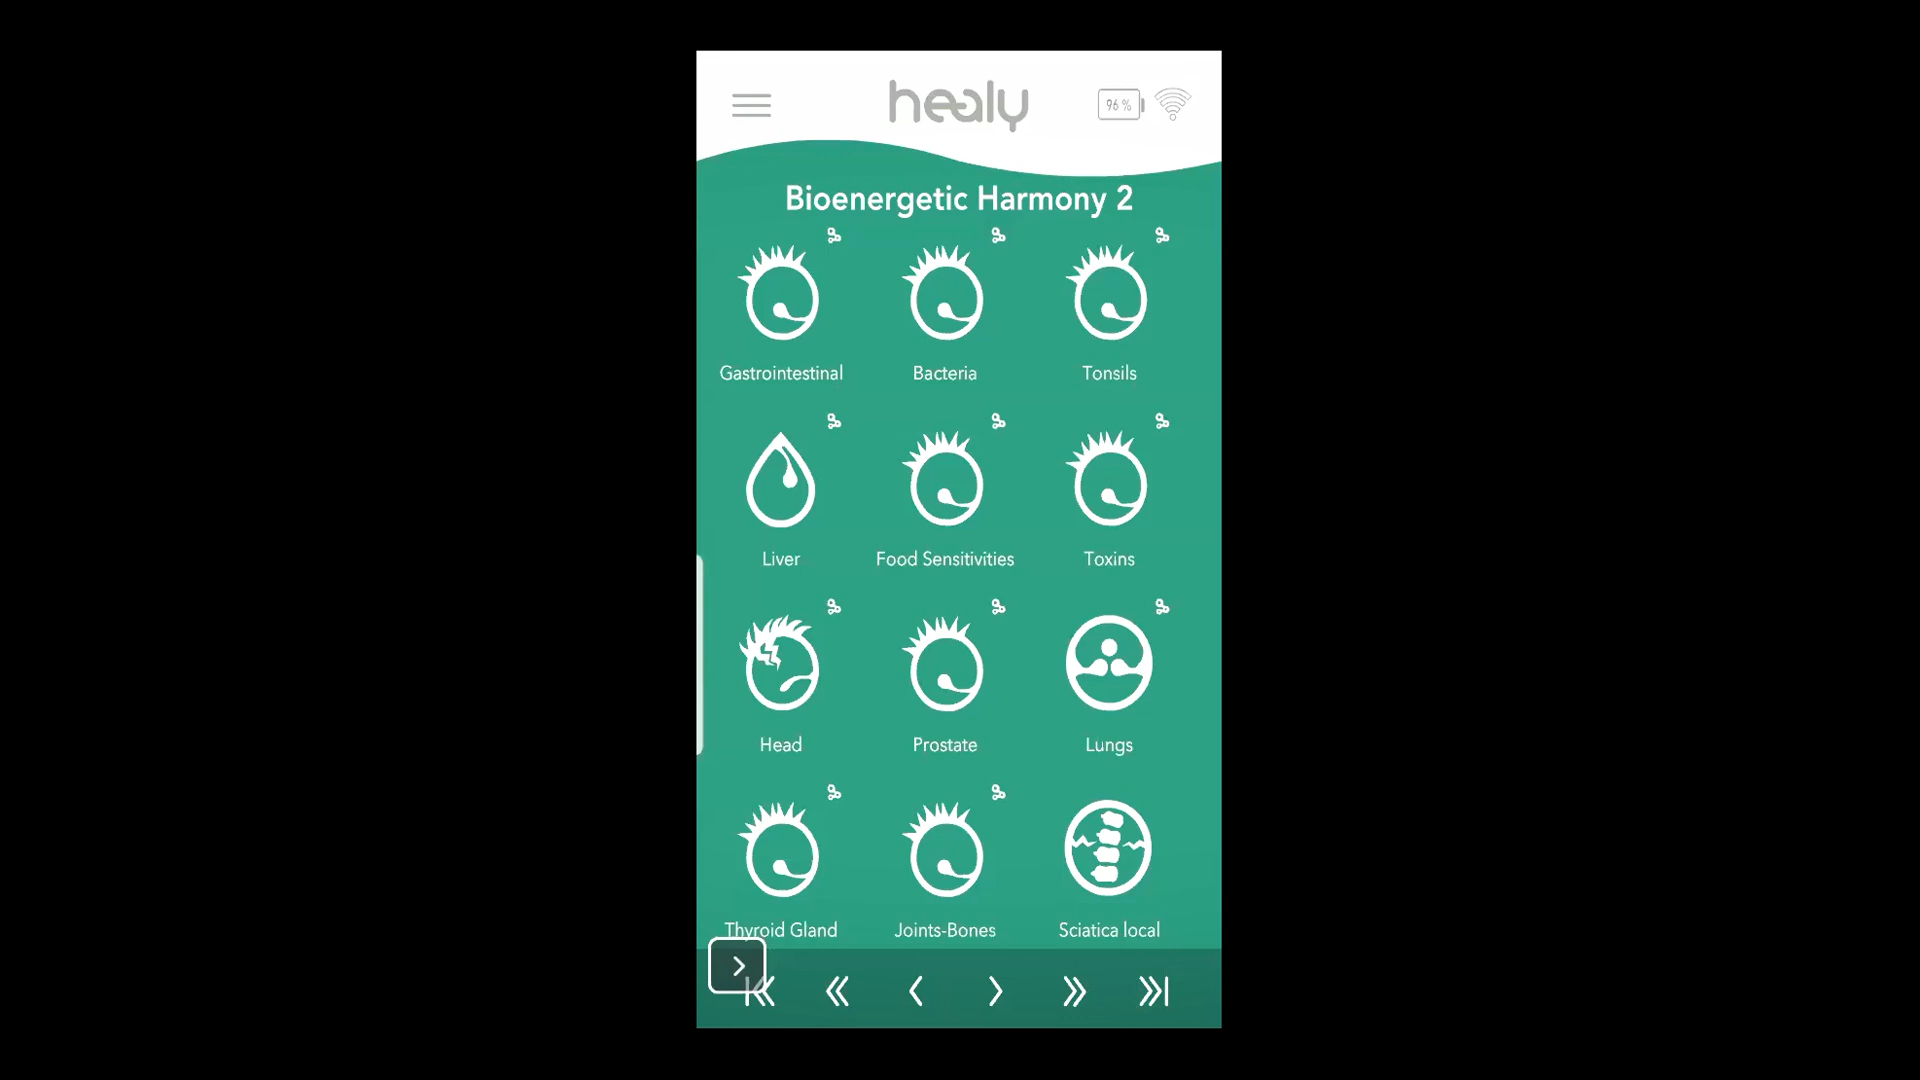 healy
96 %
Bioenergetic Harmony 2
Gastrointestinal
Bacteria
Tonsils
Liver
Food Sensitivities
Toxins
Head
Prostate
Lungs
Thyroid Gland
Joints-Bones
Sciatica local